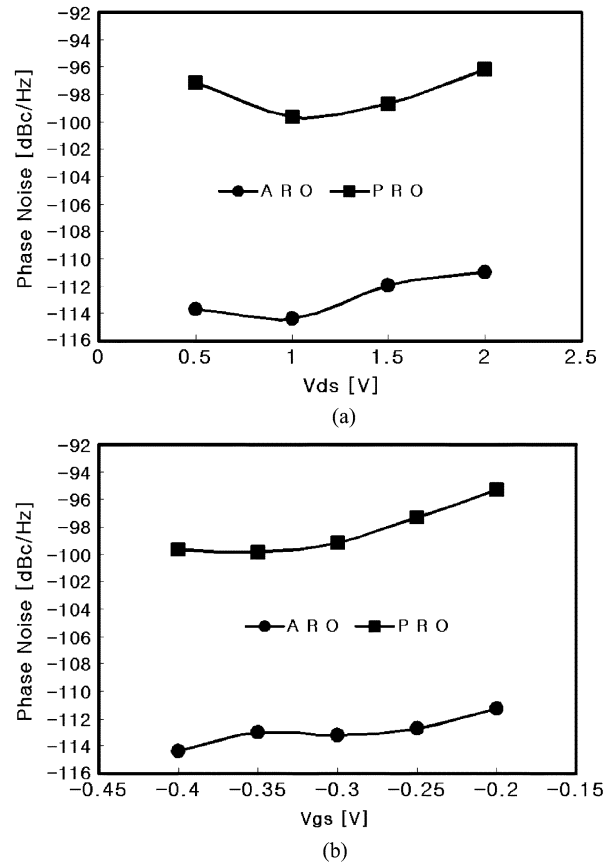 Phase Noise [dBc/Hz]
−92
−94
−96
−98
−100
−102
−104
−106
−108
−110
−112
−114
−116
ARO PRO
0 0.5 1 1.5 2 2.5
Vds [V]
(a)
Phase Noise [dBc/Hz]
−92
−94
−96
−98
−100
−102
−104
−106
−108
−110
−112
−114
−116
ARO PRO
−0.45 −0.4 −0.35 −0.3 −0.25 −0.2 −0.15
Vgs [V]
(b)